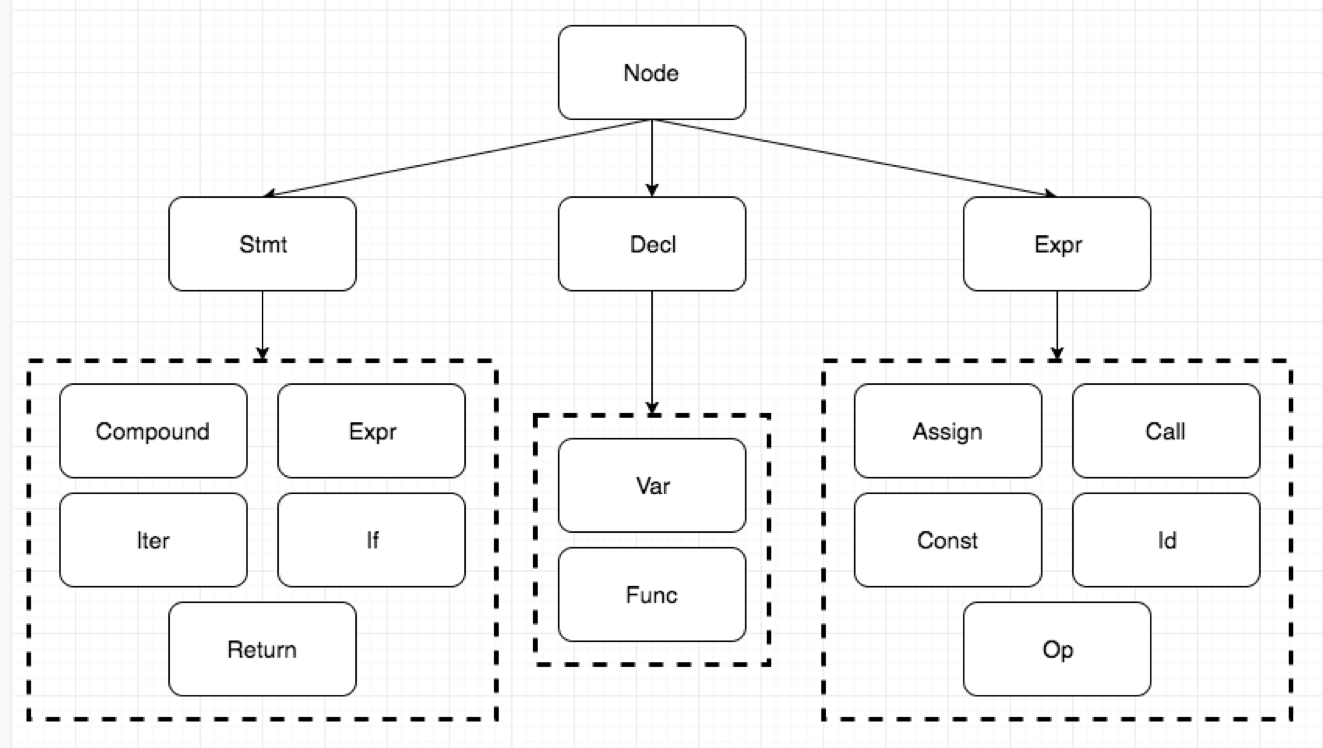 Node
Stmt
Decl
Expr
Compound
Expr
Iter
If
Return
Var
Func
Assign
Call
Const
Id
Op